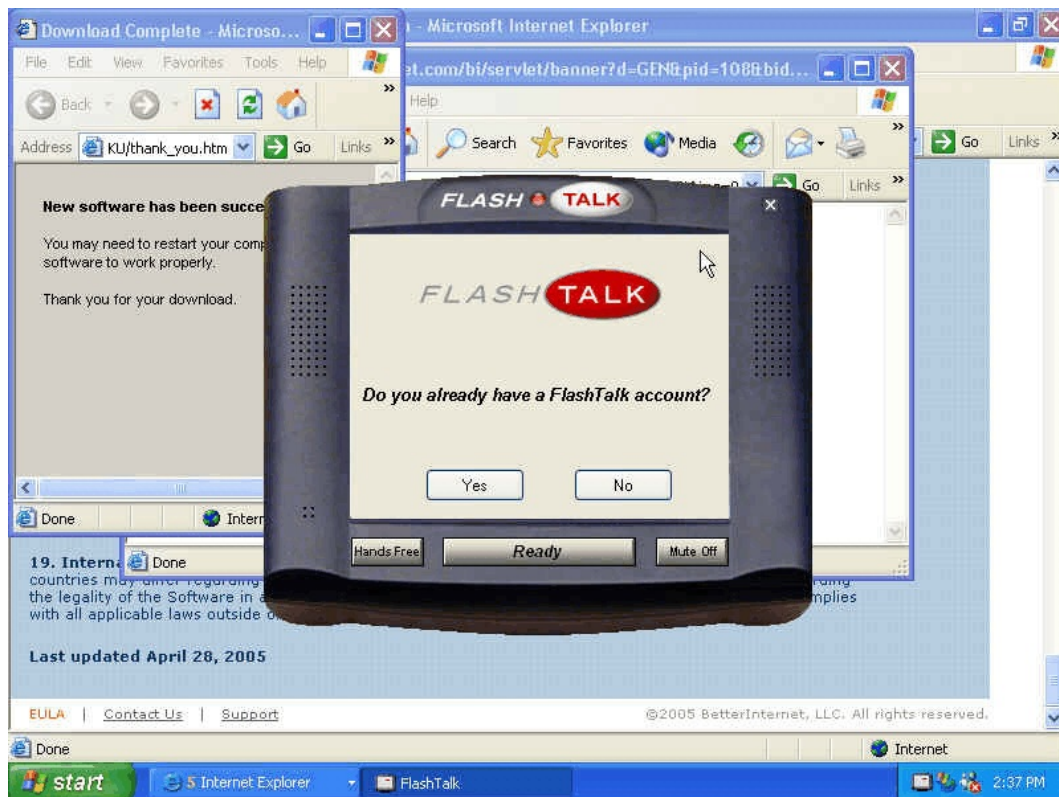 Download Complete - Microso...
- Microsoft Internet Explorer
File Edit View Favorites Tools Help
et.com/bi/servlet/banner?d=GEN&pid=108&bid...
Back
Help
Search Favorites Media
Address KU/thank_you.htm Go Links
Go Links
Go Links
FLASH TALK
New software has been succe
You may need to restart your comp
software to work properly.
Thank you for your download.
FLASH TALK
Do you already have a FlashTalk account?
Yes No
Done Intern
Hands Free Ready Mute Off
Done
19. Interna
countries may differ regarding
the legality of the Software in a mplies
with all applicable laws outside o
Last updated April 28, 2005
EULA | Contact Us | Support ©2005 BetterInternet, LLC. All rights reserved.
Done Internet
start 5 Internet Explorer FlashTalk 2:37 PM